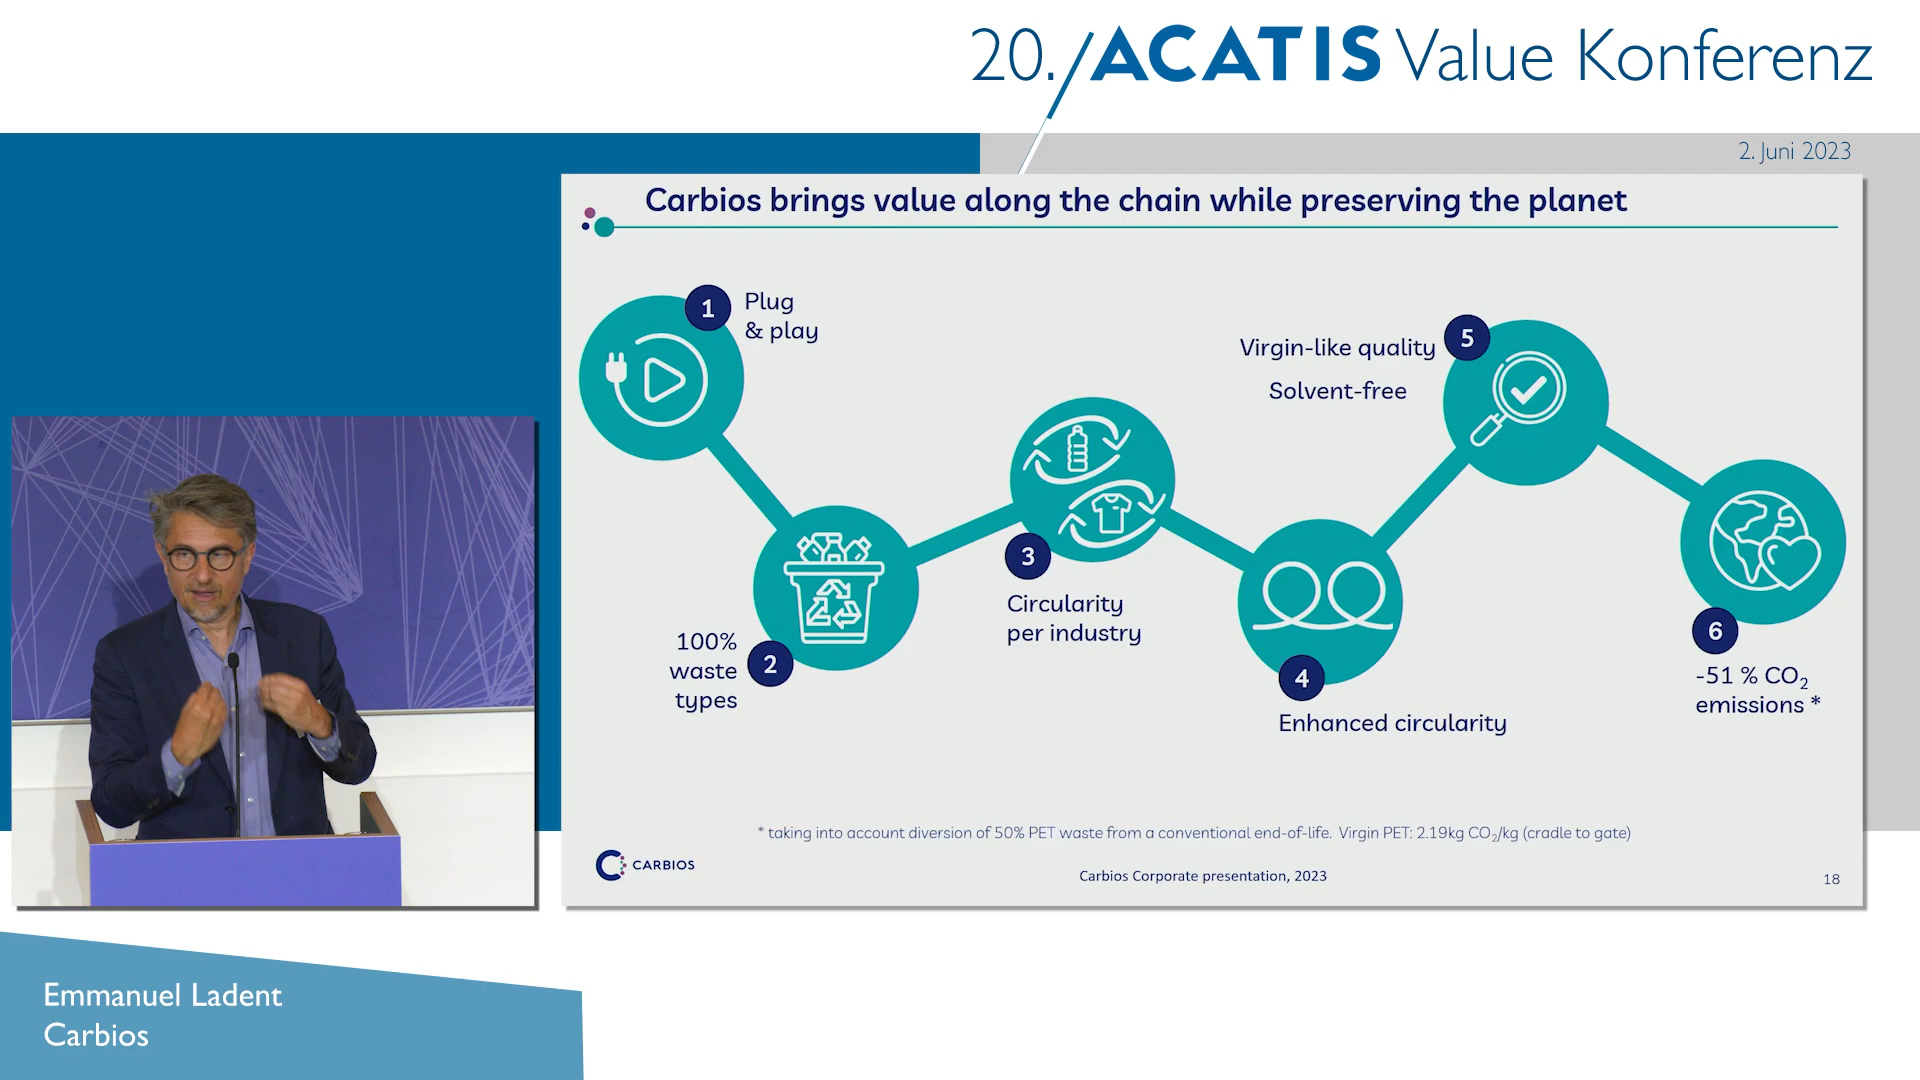 20. ACATIS Value Konferenz
2. Juni 2023
Carbios brings value along the chain while preserving the planet
1
Plug
& play
100%
waste
types
2
3
Circularity
per industry
4
Enhanced circularity
Virgin-like quality
5
Solvent-free
6
-51 % CO₂
emissions *
* taking into account diversion of 50% PET waste from a conventional end-of-life. Virgin PET: 2.19kg CO₂/kg (cradle to gate)
CARBIOS
Carbios Corporate presentation, 2023
18
Emmanuel Ladent
Carbios